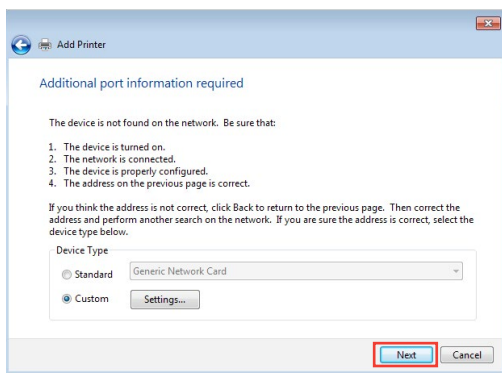 Add Printer
Additional port information required
The device is not found on the network. Be sure that:
1. The device is turned on.
2. The network is connected.
3. The device is properly configured.
4. The address on the previous page is correct.
If you think the address is not correct, click Back to return to the previous page. Then correct the
address and perform another search on the network. If you are sure the address is correct, select the
device type below.
Device Type
Standard Generic Network Card
Custom Settings...
Next Cancel